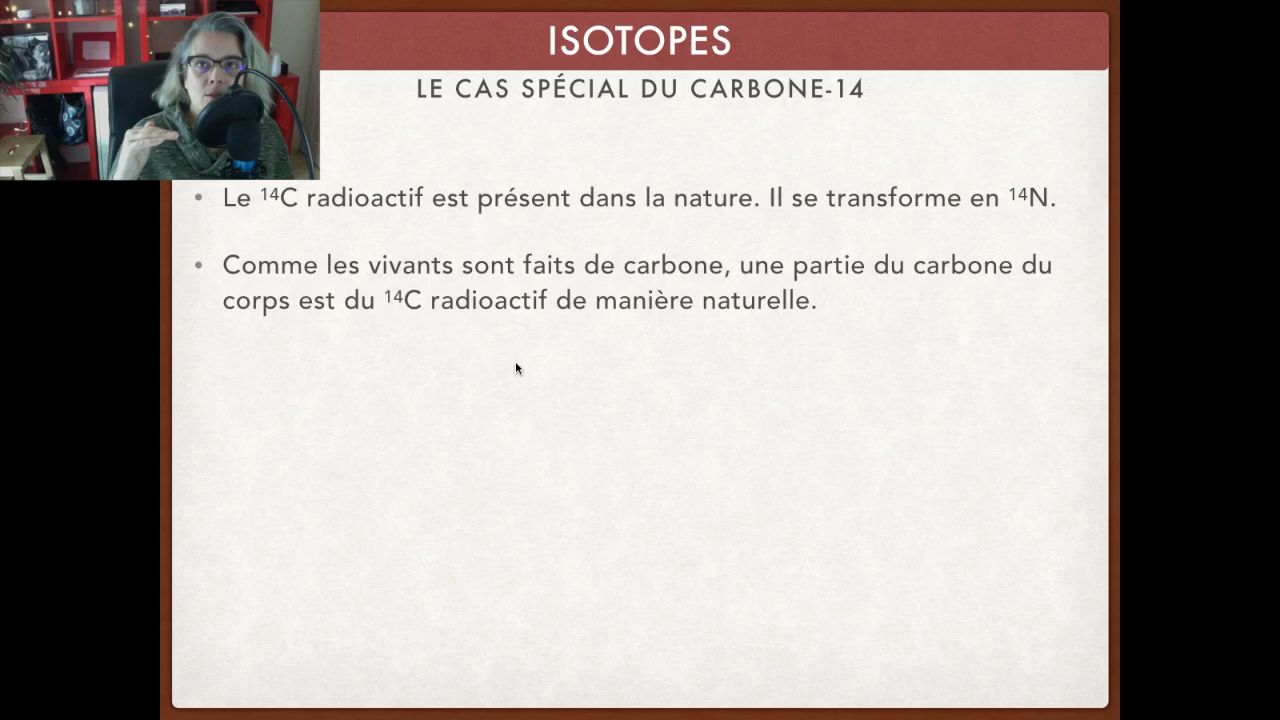 ISOTOPES
LE CAS SPÉCIAL DU CARBONE-14
• Le ¹⁴C radioactif est présent dans la nature. Il se transforme en ¹⁴N.
• Comme les vivants sont faits de carbone, une partie du carbone du
corps est du ¹⁴C radioactif de manière naturelle.